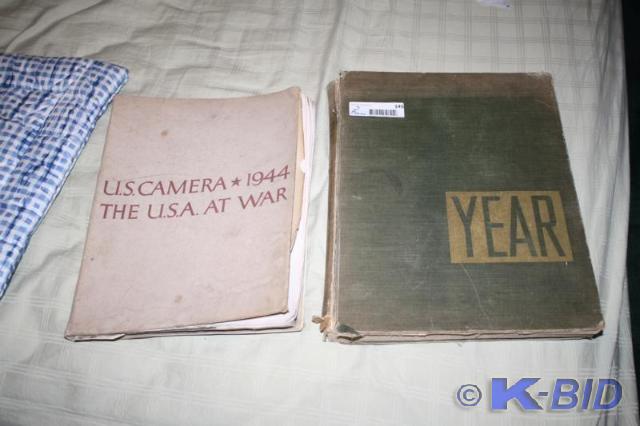 U.S. CAMERA ★ 1944
THE U.S.A. AT WAR
YEAR
© K-BID